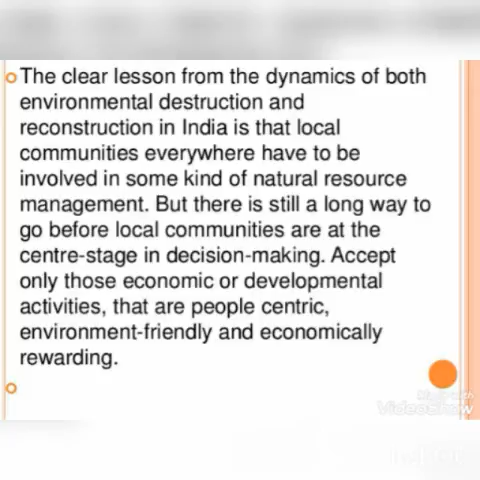 The clear lesson from the dynamics of both
environmental destruction and
reconstruction in India is that local
communities everywhere have to be
involved in some kind of natural resource
management. But there is still a long way to
go before local communities are at the
centre-stage in decision-making. Accept
only those economic or developmental
activities, that are people centric,
environment-friendly and economically
rewarding.
Made with
Videoshow